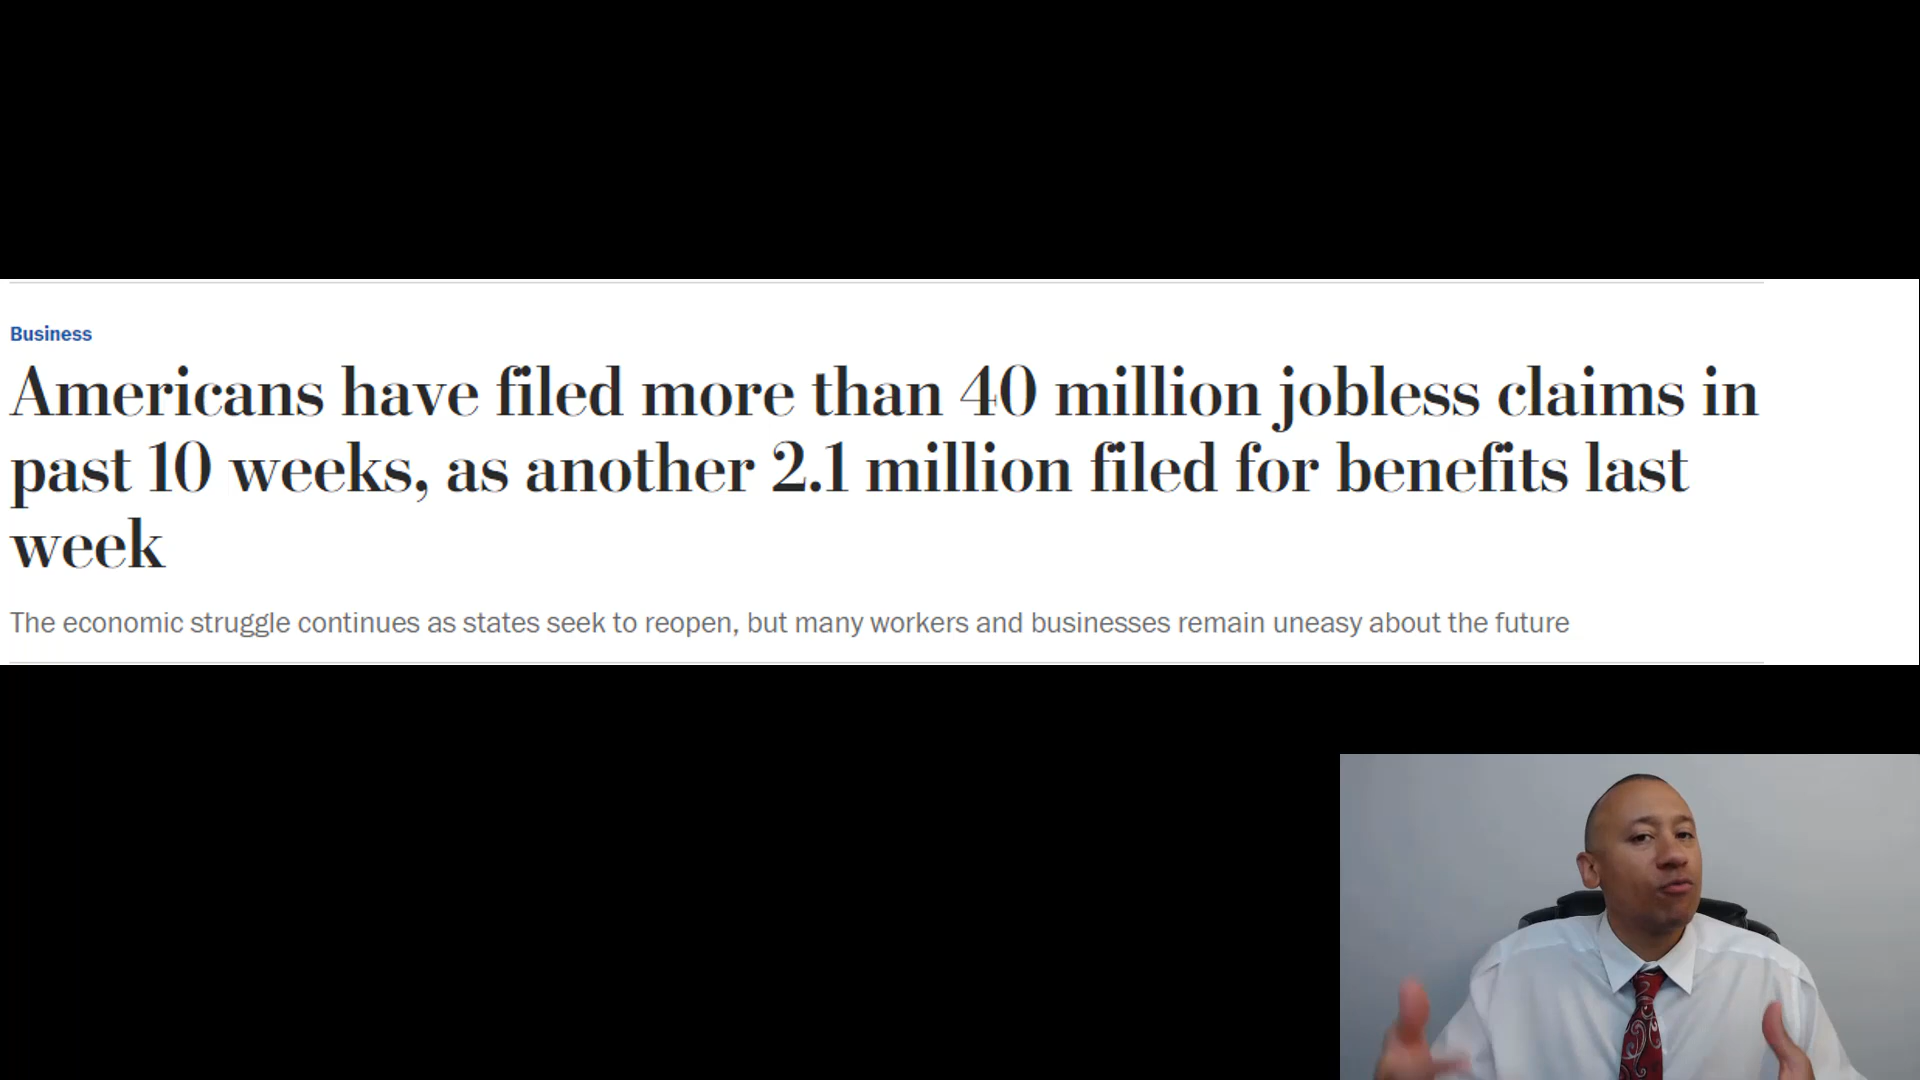 Business
Americans have filed more than 40 million jobless claims in
past 10 weeks, as another 2.1 million filed for benefits last
week
The economic struggle continues as states seek to reopen, but many workers and businesses remain uneasy about the future